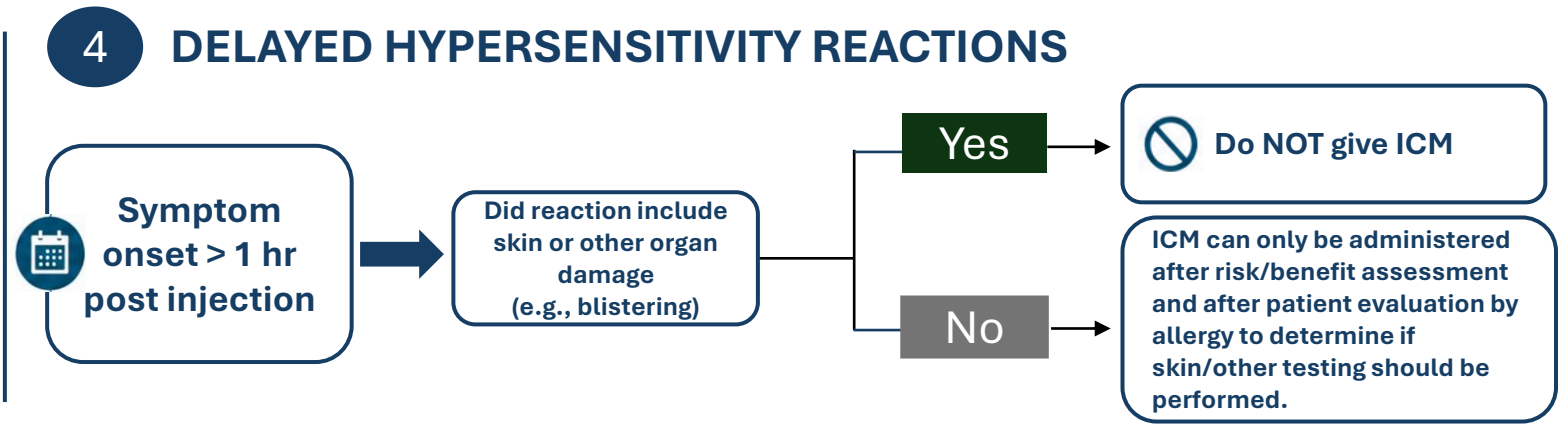 4 DELAYED HYPERSENSITIVITY REACTIONS
Symptom
onset > 1 hr
post injection
Did reaction include
skin or other organ
damage
(e.g., blistering)
Yes
Do NOT give ICM
No
ICM can only be administered
after risk/benefit assessment
and after patient evaluation by
allergy to determine if
skin/other testing should be
performed.